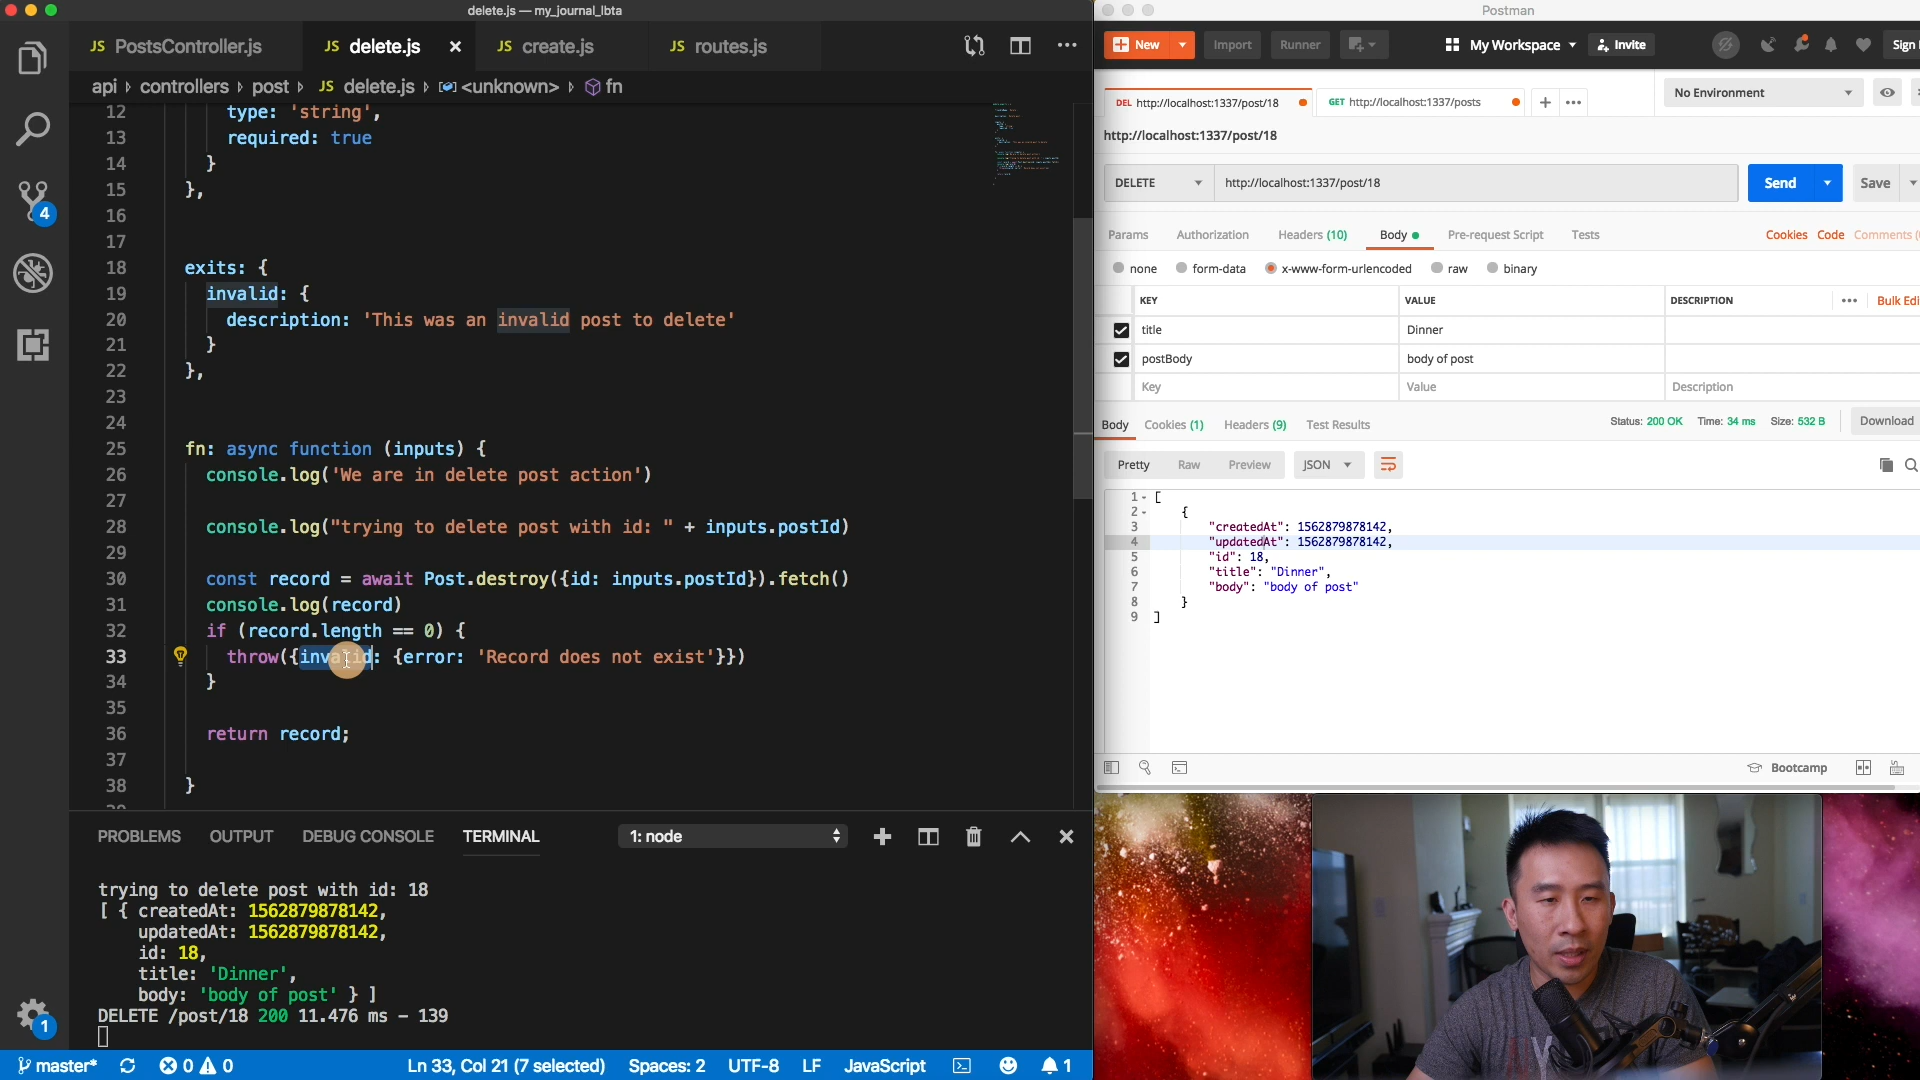 delete.js — my_journal_lbta
JS PostsController.js
JS delete.js
JS create.js
JS routes.js
api
controllers
post
JS delete.js
<unknown>
fn
12 type: 'string',
13 required: true
14 }
15 },
16
17
18 exits: {
19 invalid: {
20 description: 'This was an invalid post to delete'
21 }
22 },
23
24
25 fn: async function (inputs) {
26 console.log('We are in delete post action')
27
28 console.log("trying to delete post with id: " + inputs.postId)
29
30 const record = await Post.destroy({id: inputs.postId}).fetch()
31 console.log(record)
32 if (record.length == 0) {
33 throw({invalid: {error: 'Record does not exist'}})
34 }
35
36 return record;
37
38 }
4
1
PROBLEMS OUTPUT DEBUG CONSOLE TERMINAL
1: node
trying to delete post with id: 18
[ { createdAt: 1562879878142,
updatedAt: 1562879878142,
id: 18,
title: 'Dinner',
body: 'body of post' } ]
DELETE /post/18 200 11.476 ms - 139
master* 0 0 Ln 33, Col 21 (7 selected) Spaces: 2 UTF-8 LF JavaScript 1
Postman
New Import Runner My Workspace Invite Sign
DEL http://localhost:1337/post/18
GET http://localhost:1337/posts
No Environment
http://localhost:1337/post/18
DELETE http://localhost:1337/post/18 Send Save
Params Authorization Headers (10) Body Pre-request Script Tests Cookies Code Comments (
none form-data x-www-form-urlencoded raw binary
KEY VALUE DESCRIPTION Bulk Edi
title Dinner
postBody body of post
Key Value Description
Body Cookies (1) Headers (9) Test Results Status: 200 OK Time: 34 ms Size: 532 B Download
Pretty Raw Preview JSON
1 [
2 {
3 "createdAt": 1562879878142,
4 "updatedAt": 1562879878142,
5 "id": 18,
6 "title": "Dinner",
7 "body": "body of post"
8 }
9 ]
Bootcamp